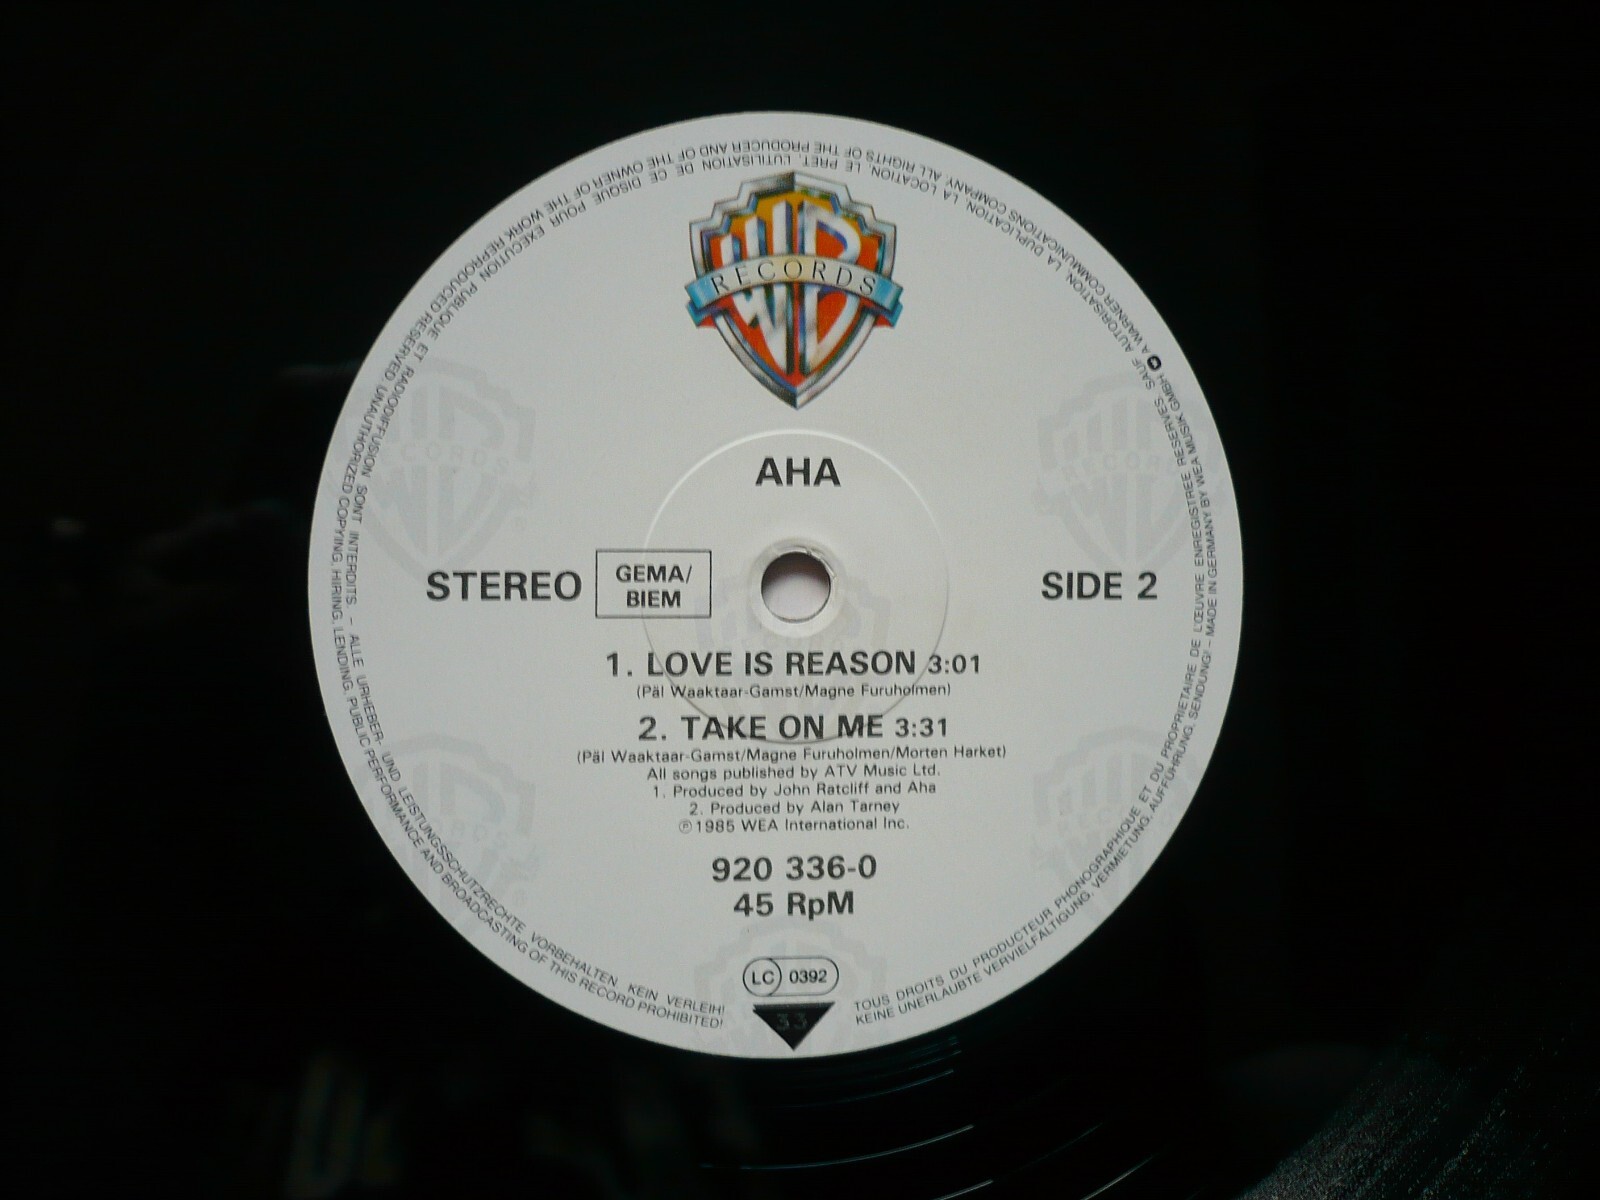 RECORDS
AHA
STEREO
GEMA/
BIEM
SIDE 2
1. LOVE IS REASON 3:01
(Päl Waaktaar-Gamst/Magne Furuholmen)
2. TAKE ON ME 3:31
(Päl Waaktaar-Gamst/Magne Furuholmen/Morten Harket)
All songs published by ATV Music Ltd.
1. Produced by John Ratcliff and Aha
2. Produced by Alan Tarney
℗1985 WEA International Inc.
920 336-0
45 RpM
LC 0392
33
TOUS DROITS DU PRODUCTEUR PHONOGRAPHIQUE ET DU PROPRIETAIRE DE L'ŒUVRE ENREGISTREE RESERVES. SAUF AUTORISATION, LA DUPLICATION, LA LOCATION, LE PRET, L'UTILISATION DE CE DISQUE POUR EXECUTION PUBLIQUE ET RADIODIFFUSION SONT INTERDITS – ALLE URHEBER- UND LEISTUNGSSCHUTZRECHTE VORBEHALTEN. KEIN VERLEIH!
KEINE UNERLAUBTE VERVIELFÄLTIGUNG, VERMIETUNG, AUFFÜHRUNG, SENDUNG! – MADE IN GERMANY BY WEA MUSIK GMBH A WARNER COMMUNICATIONS COMPANY. ALL RIGHTS OF THE PRODUCER AND OF THE OWNER OF THE WORK REPRODUCED RESERVED. UNAUTHORIZED COPYING, HIRING, LENDING, PUBLIC PERFORMANCE AND BROADCASTING OF THIS RECORD PROHIBITED!